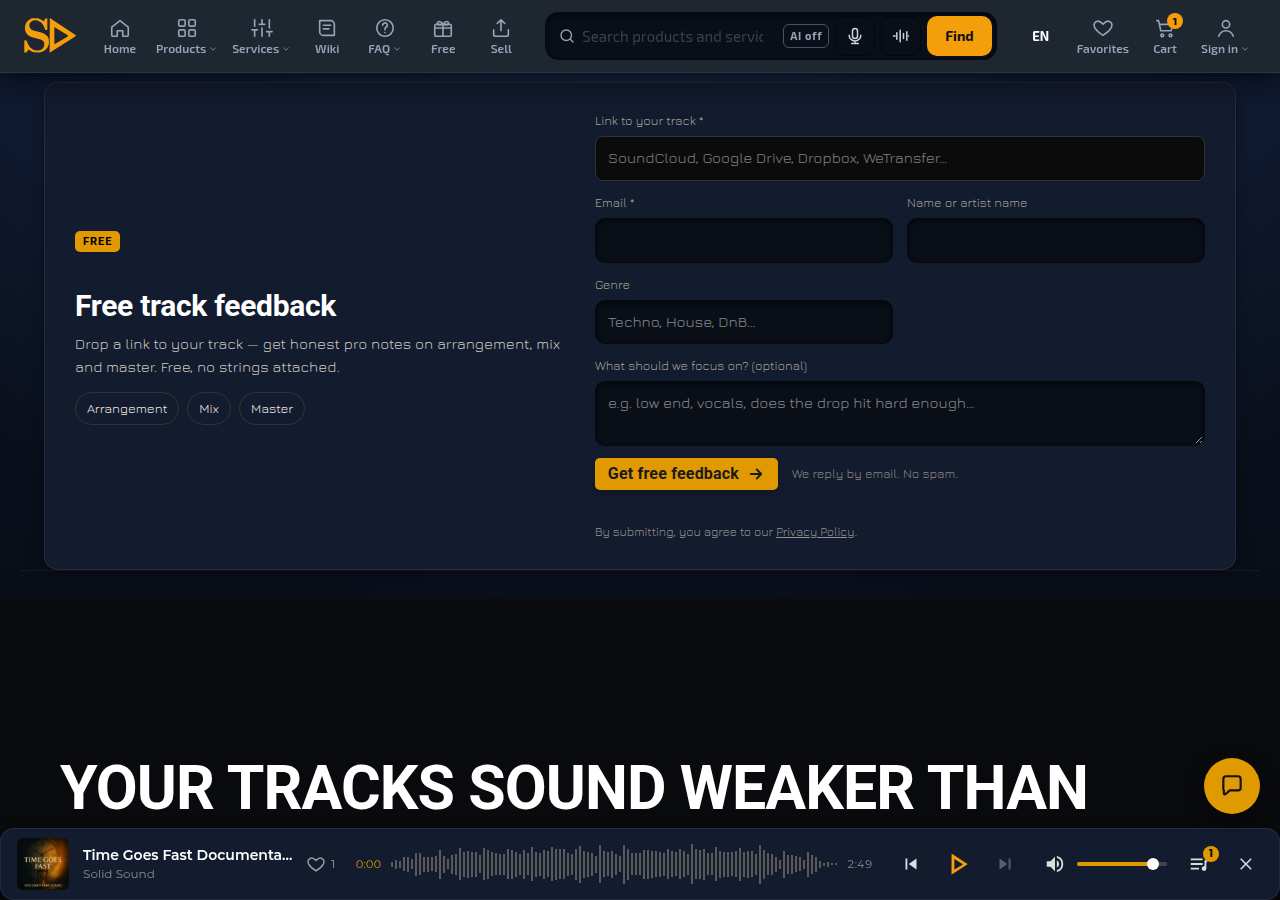 SD
Home
Products
Services
Wiki
FAQ
Free
Sell
Search products and servic
AI off
Find
EN
Favorites
1
Cart
Sign in
FREE
Free track feedback
Drop a link to your track — get honest pro notes on arrangement, mix
and master. Free, no strings attached.
Arrangement
Mix
Master
Link to your track *
SoundCloud, Google Drive, Dropbox, WeTransfer...
Email *
Name or artist name
Genre
Techno, House, DnB...
What should we focus on? (optional)
e.g. low end, vocals, does the drop hit hard enough...
Get free feedback →
We reply by email. No spam.
By submitting, you agree to our Privacy Policy.
YOUR TRACKS SOUND WEAKER THAN
TIME GOES
FAST
Time Goes Fast Documenta...
Solid Sound
1
0:00
2:49
1